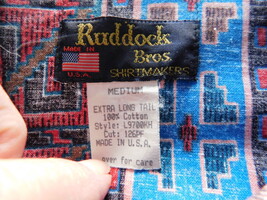 Ruddock
Bros.
Made In
U.S.A.
SHIRTMAKERS
MEDIUM
EXTRA LONG TAIL
100% Cotton
Style: L9700KH
Cut: 126PF
MADE IN U.S.A.
over for care